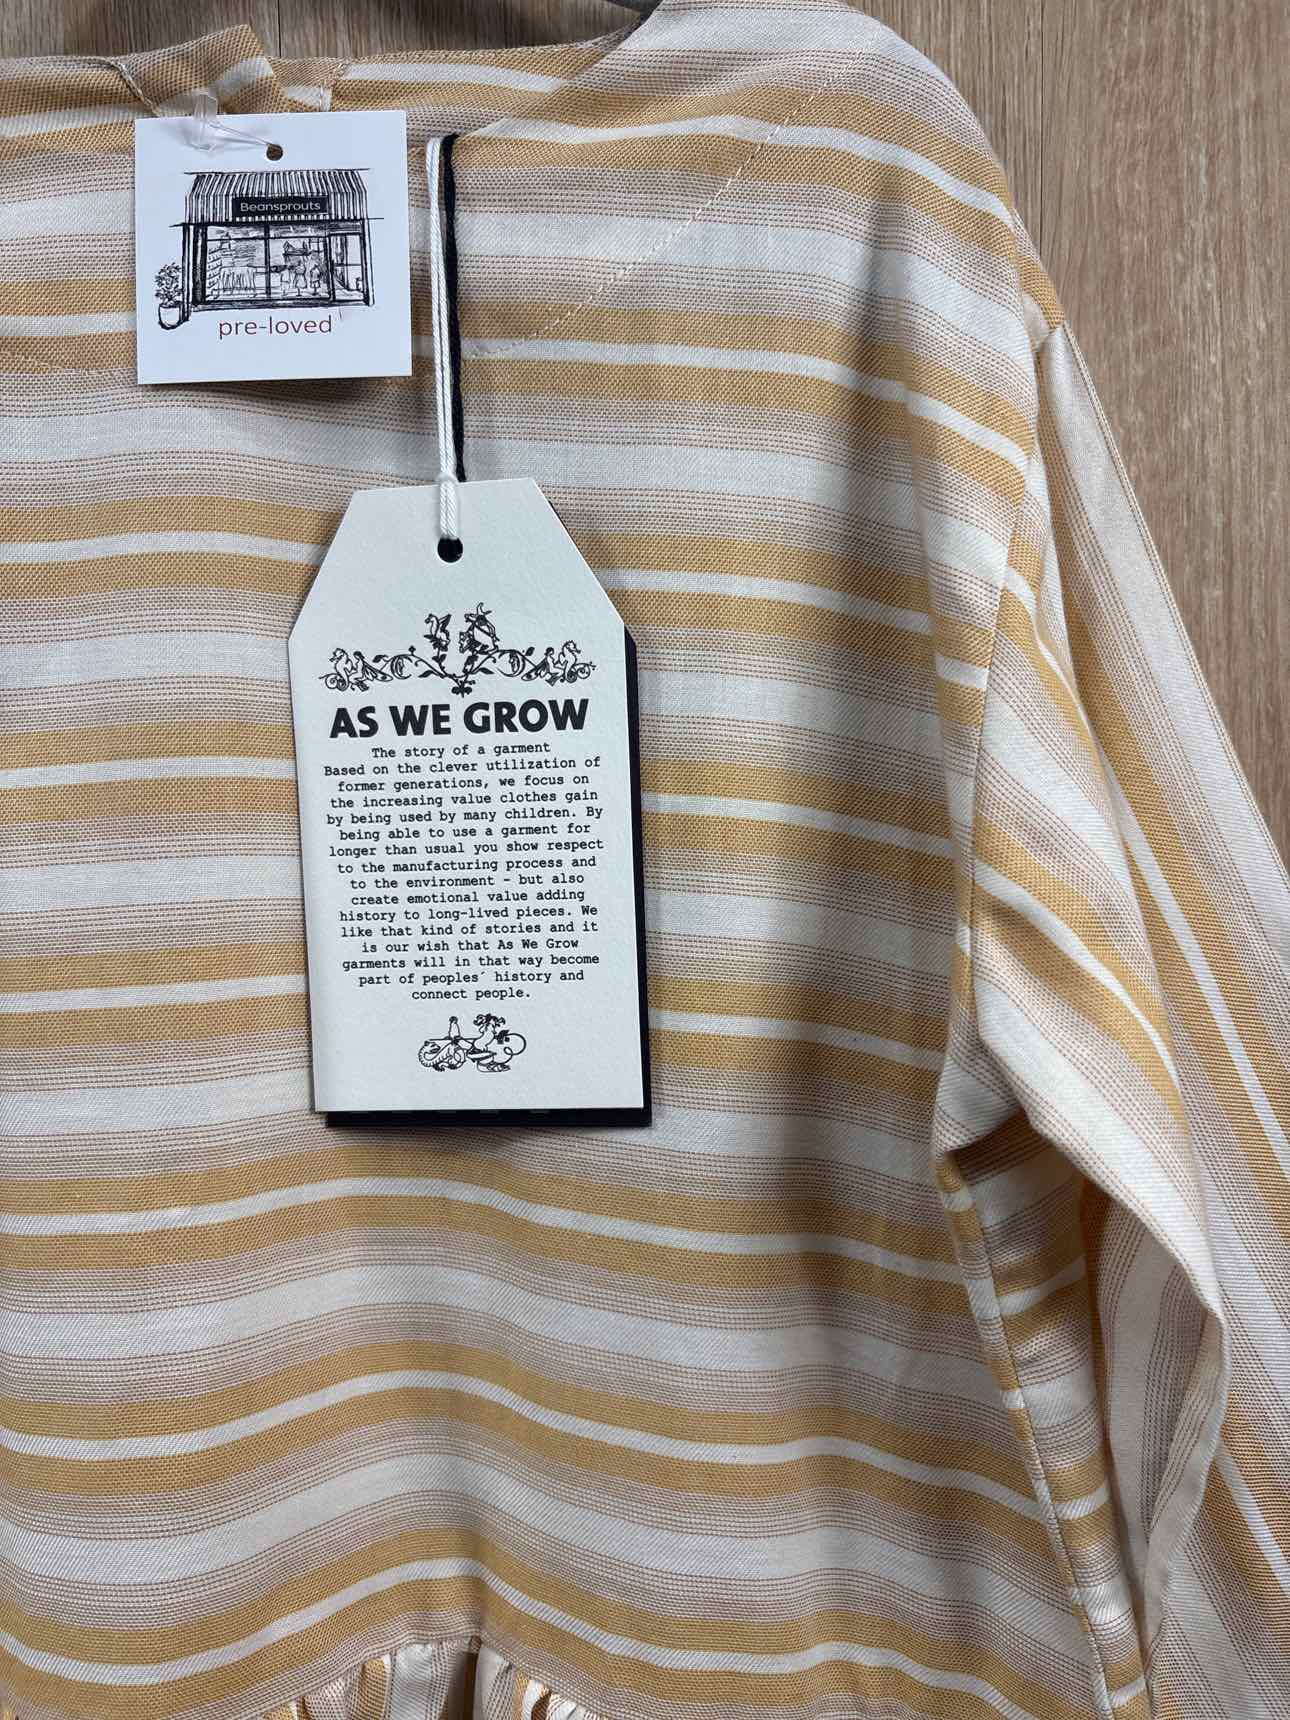 Beansprouts
pre-loved
AS WE GROW
The story of a garment
Based on the clever utilization of
former generations, we focus on
the increasing value clothes gain
by being used by many children. By
being able to use a garment for
longer than usual you show respect
to the manufacturing process and
to the environment - but also
create emotional value adding
history to long-lived pieces. We
like that kind of stories and it
is our wish that As We Grow
garments will in that way become
part of peoples´ history and
connect people.